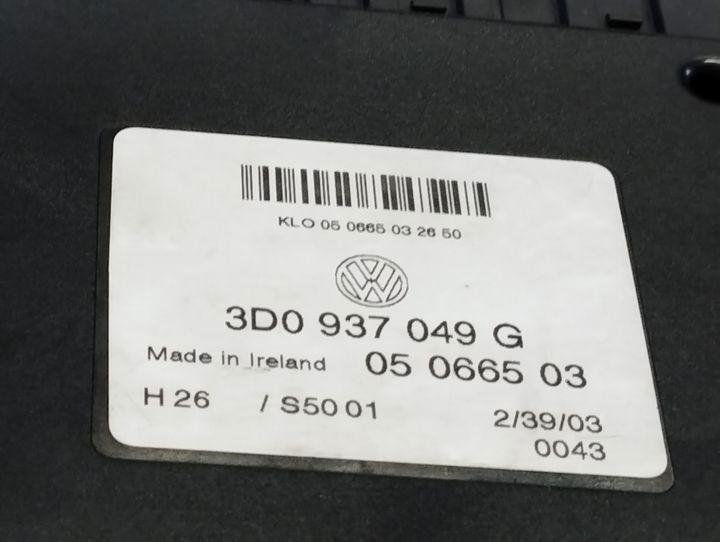 KLO 05 0665 03 26 50
VW
3D0 937 049 G
Made in Ireland 05 0665 03
H 26 / S50 01 2/39/03
0043